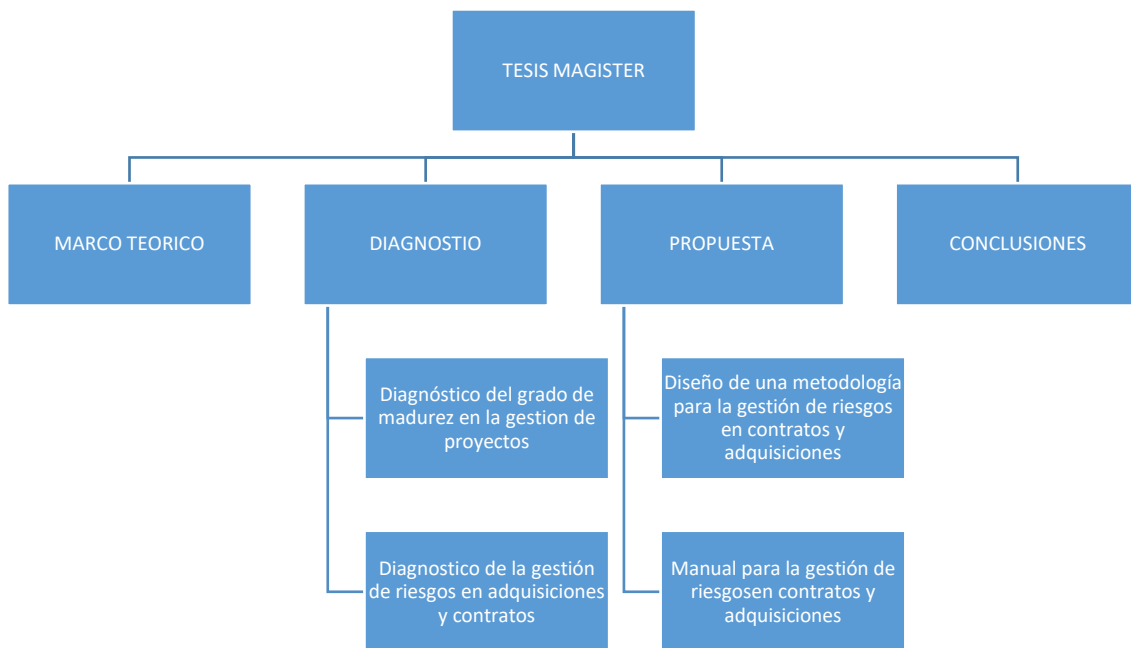 TESIS MAGISTER
MARCO TEORICO
DIAGNOSTIO
PROPUESTA
CONCLUSIONES
Diagnóstico del grado de
madurez en la gestion de
proyectos
Diseño de una metodología
para la gestión de riesgos
en contratos y
adquisiciones
Diagnostico de la gestión
de riesgos en adquisiciones
y contratos
Manual para la gestión de
riesgosen contratos y
adquisiciones